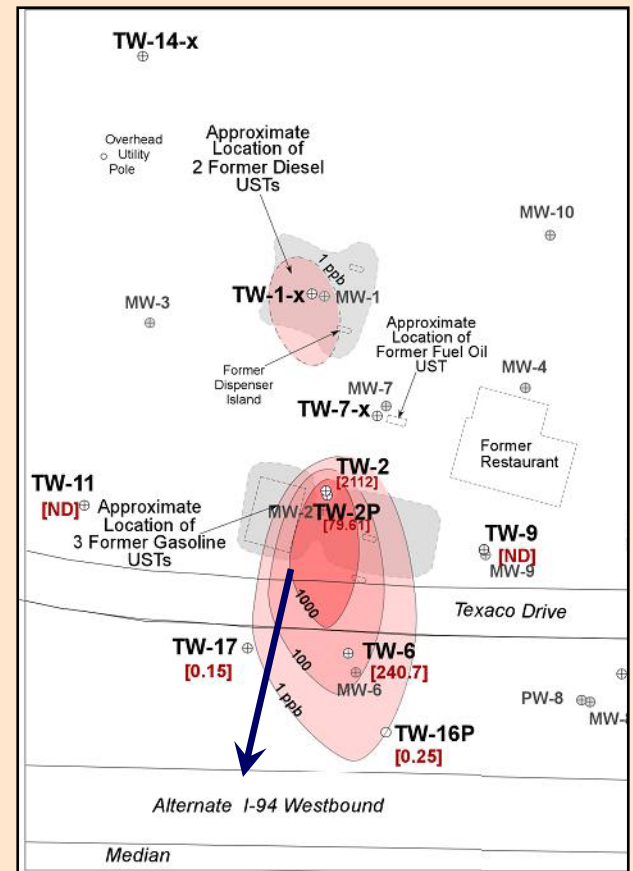 TW-14-x
Overhead
Utility
Pole
Approximate
Location of
2 Former Diesel
USTs
MW-10
1 ppb
TW-1-x
MW-1
MW-3
Approximate
Location of
Former Fuel Oil
UST
Former
Dispenser
Island
MW-7
MW-4
TW-7-x
Former
Restaurant
TW-2
[2112]
TW-11
[ND]
Approximate
Location of
3 Former Gasoline
USTs
MW-2
TW-2P
[79.61]
TW-9
[ND]
MW-9
1000
Texaco Drive
TW-17
[0.15]
100
TW-6
[240.7]
MW-6
1 ppb
PW-8
TW-16P
[0.25]
Alternate I-94 Westbound
Median